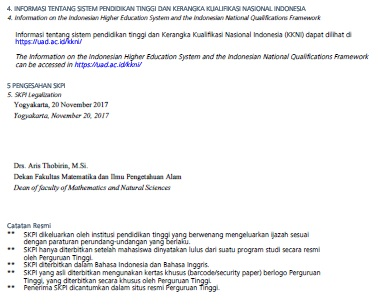 4. INFORMASI TENTANG SISTEM PENDIDIKAN TINGGI DAN KERANGKA KUALIFIKASI NASIONAL INDONESIA
4. Information on the Indonesian Higher Education System and the Indonesian National Qualifications Framework
Informasi tentang sistem pendidikan tinggi dan Kerangka Kualifikasi Nasional Indonesia (KKNI) dapat dilihat di
https://uad.ac.id/kkni/
The Information on the Indonesian Higher Education System and the Indonesian National Qualifications Framework
can be accessed in https://uad.ac.id/kkni/
5 PENGESAHAN SKPI
5. SKPI Legalization
Yogyakarta, 20 November 2017
Yogyakarta, November 20, 2017
Drs. Aris Thobirin, M.Si.
Dekan Fakultas Matematika dan Ilmu Pengetahuan Alam
Dean of faculty of Mathematics and Natural Sciences
Catatan Resmi
** SKPI dikeluarkan oleh institusi pendidikan tinggi yang berwenang mengeluarkan ijazah sesuai
dengan paraturan perundang-undangan yang berlaku.
** SKPI hanya diterbitkan setelah mahasiswa dinyatakan lulus dari suatu program studi secara resmi
oleh Perguruan Tinggi.
** SKPI diterbitkan dalam Bahasa Indonesia dan Bahasa Inggris.
** SKPI yang asli diterbitkan mengunakan kertas khusus (barcode/security paper) berlogo Perguruan
Tinggi, yang diterbitkan secara khusus oleh Perguruan Tinggi.
** Penerima SKPI dicantumkan dalam situs resmi Perguruan Tinggi.